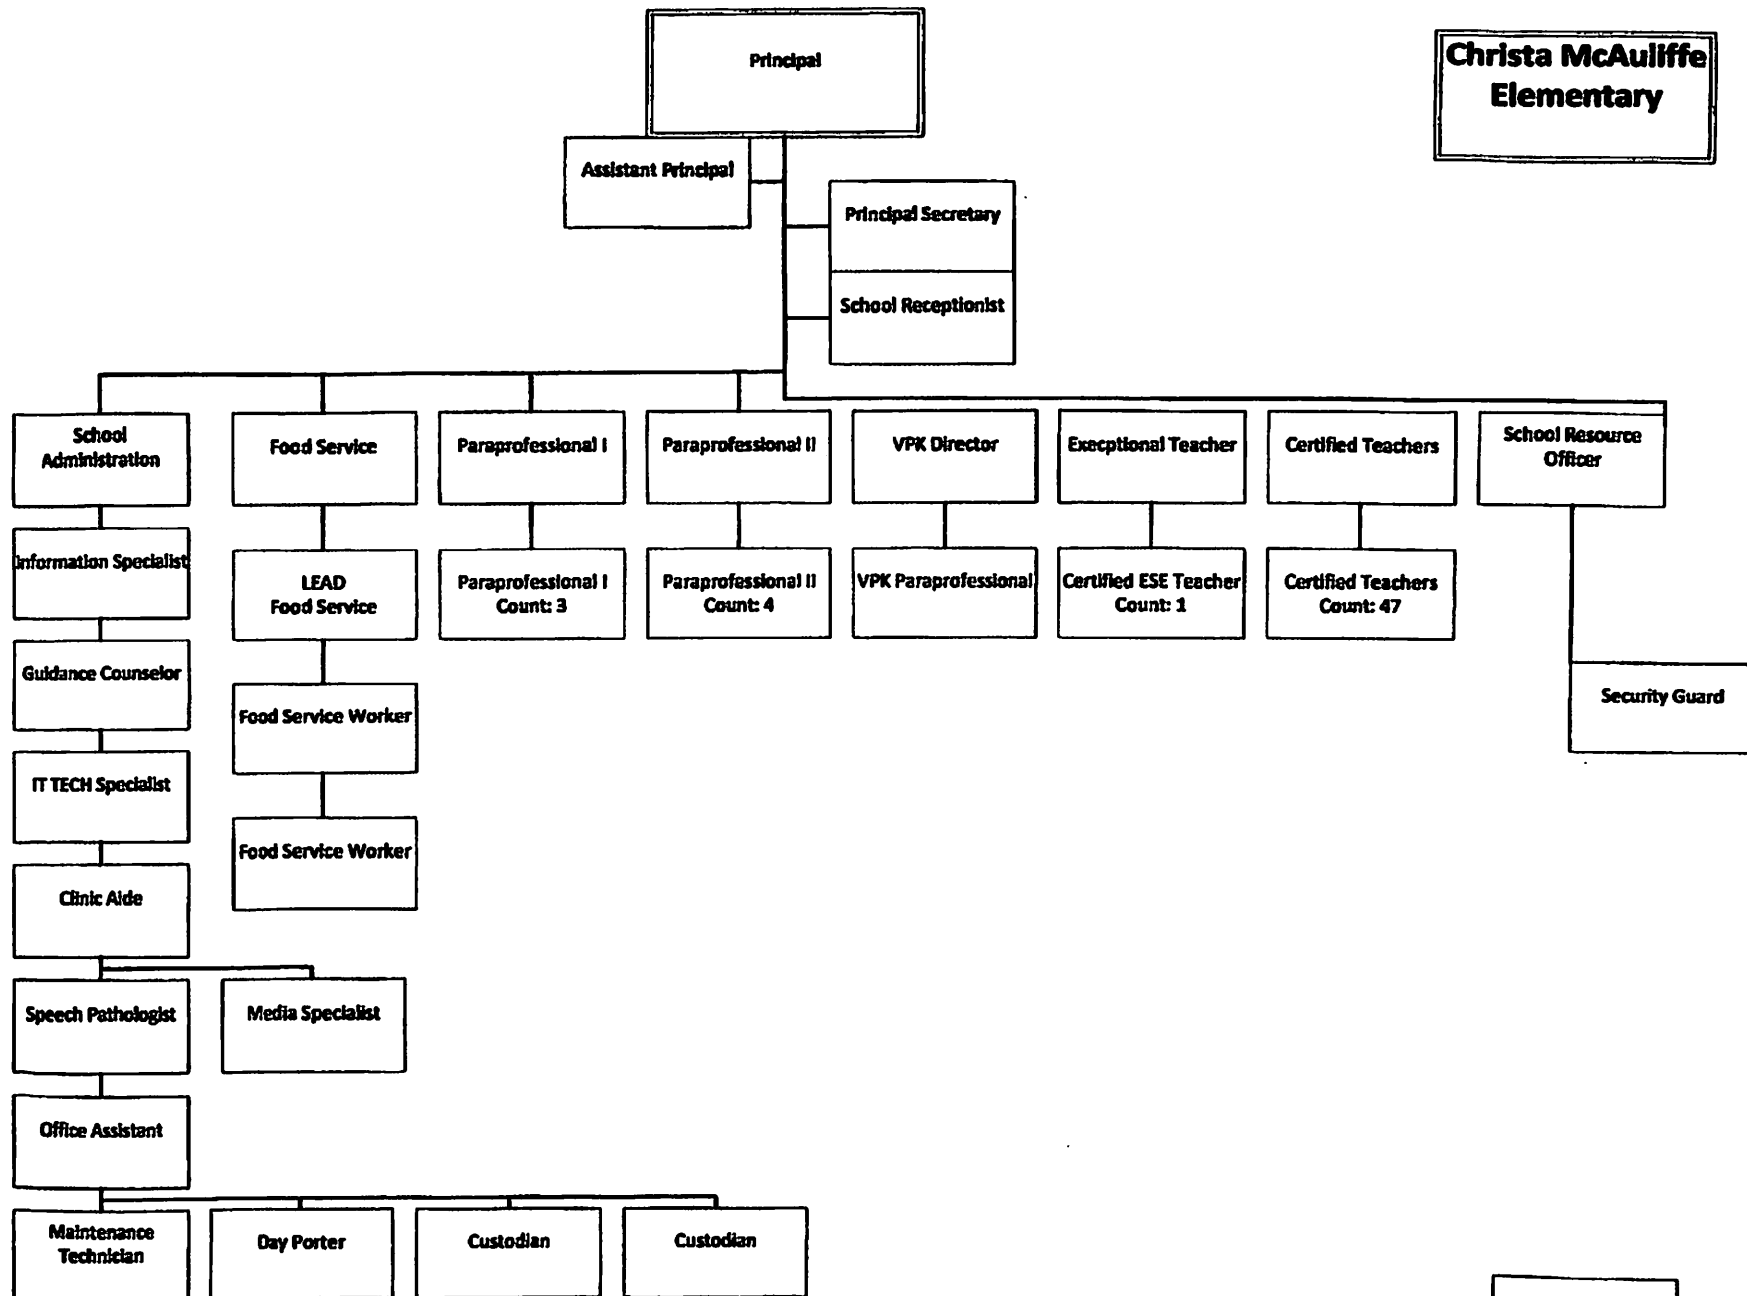 Principal
Christa McAuliffe
Elementary
Assistant Principal
Principal Secretary
School Receptionist
School
Administration
Food Service
Paraprofessional I
Paraprofessional II
VPK Director
Execptional Teacher
Certified Teachers
School Resource
Officer
Information Specialist
LEAD
Food Service
Paraprofessional I
Count: 3
Paraprofessional II
Count: 4
VPK Paraprofessional
Certified ESE Teacher
Count: 1
Certified Teachers
Count: 47
Guidance Counselor
Food Service Worker
Security Guard
IT TECH Specialist
Food Service Worker
Clinic Aide
Speech Pathologist
Media Specialist
Office Assistant
Maintenance
Technician
Day Porter
Custodian
Custodian